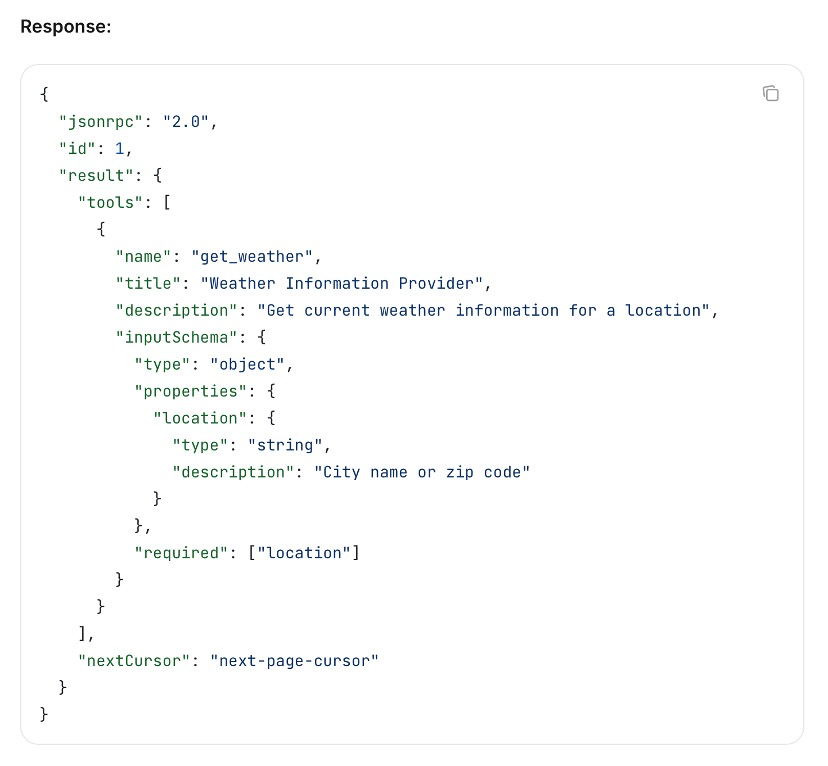 Response:
{
  "jsonrpc": "2.0",
  "id": 1,
  "result": {
    "tools": [
      {
        "name": "get_weather",
        "title": "Weather Information Provider",
        "description": "Get current weather information for a location",
        "inputSchema": {
          "type": "object",
          "properties": {
            "location": {
              "type": "string",
              "description": "City name or zip code"
            }
          },
          "required": ["location"]
        }
      }
    ],
    "nextCursor": "next-page-cursor"
  }
}